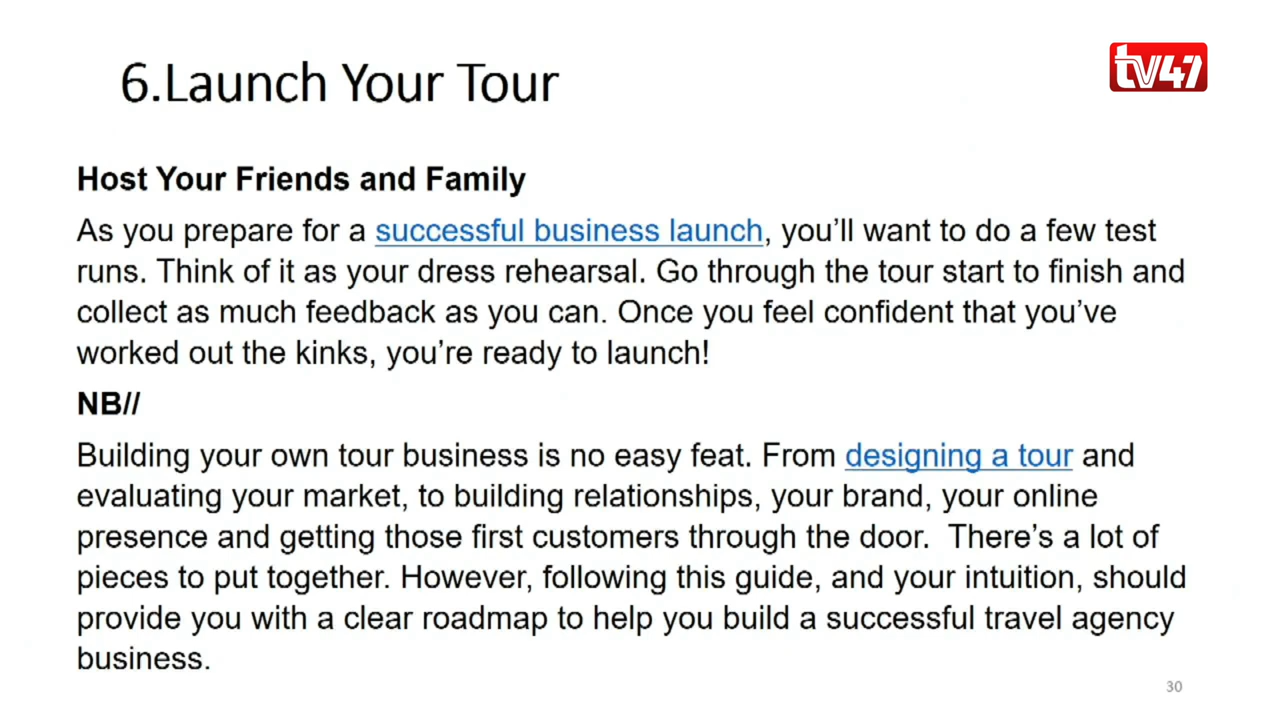 6.Launch Your Tour
tv47
Host Your Friends and Family
As you prepare for a successful business launch, you’ll want to do a few test
runs. Think of it as your dress rehearsal. Go through the tour start to finish and
collect as much feedback as you can. Once you feel confident that you’ve
worked out the kinks, you’re ready to launch!
NB//
Building your own tour business is no easy feat. From designing a tour and
evaluating your market, to building relationships, your brand, your online
presence and getting those first customers through the door.  There’s a lot of
pieces to put together. However, following this guide, and your intuition, should
provide you with a clear roadmap to help you build a successful travel agency
business.
30